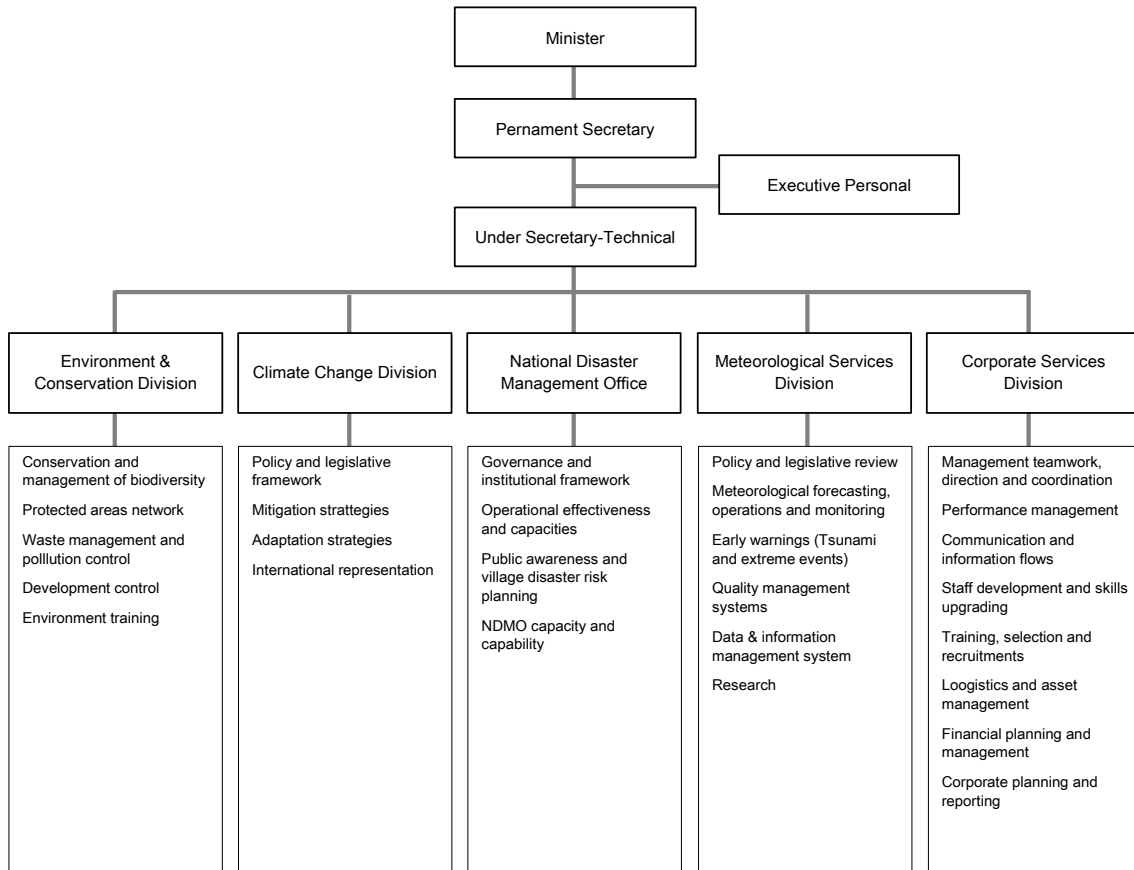 Minister
Pernament Secretary
Executive Personal
Under Secretary-Technical
Environment &
Conservation Division
Climate Change Division
National Disaster
Management Office
Meteorological Services
Division
Corporate Services
Division
Conservation and
management of biodiversity
Protected areas network
Waste management and
polllution control
Development control
Environment training
Policy and legislative
framework
Mitigation strattegies
Adaptation strategies
International representation
Governance and
institutional framework
Operational effectiveness
and capacities
Public awareness and
village disaster risk
planning
NDMO capacity and
capability
Policy and legislative review
Meteorological forecasting,
operations and monitoring
Early warnings (Tsunami
and extreme events)
Quality management
systems
Data & information
management system
Research
Management teamwork,
direction and coordination
Performance management
Communication and
information flows
Staff development and skills
upgrading
Training, selection and
recruitments
Loogistics and asset
management
Financial planning and
management
Corporate planning and
reporting